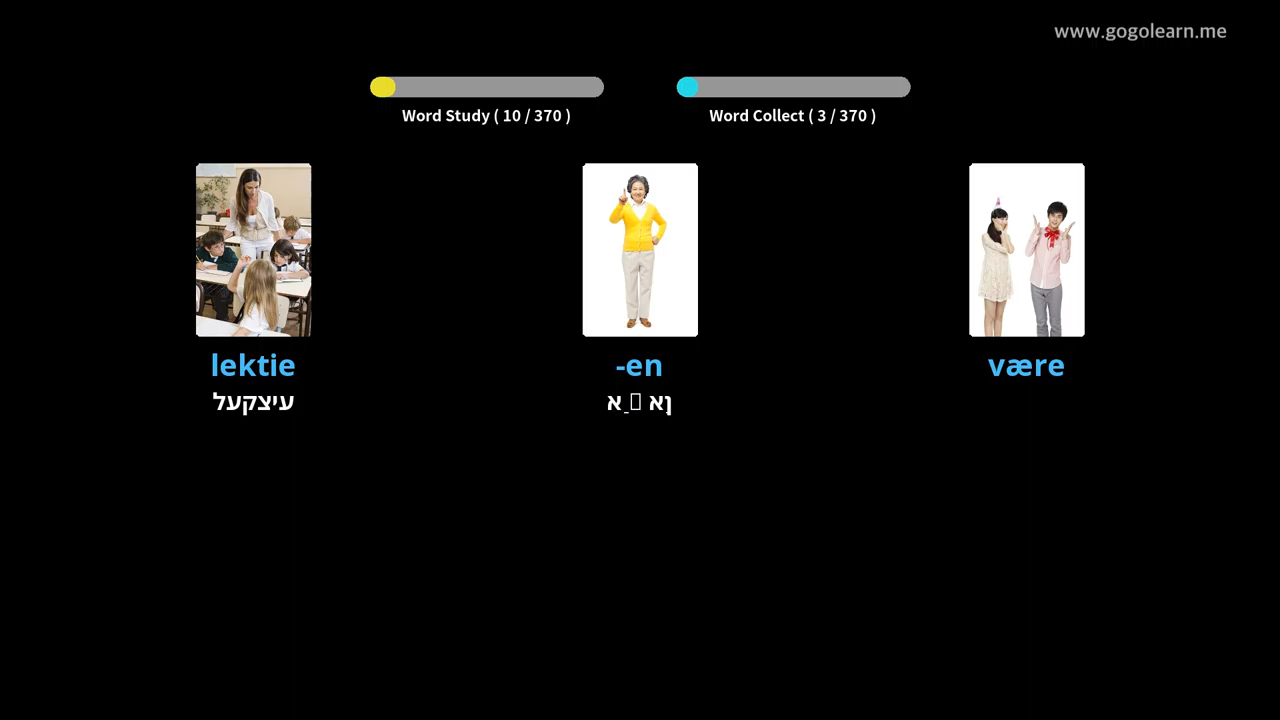 www.gogolearn.me
Word Study ( 10 / 370 )
Word Collect ( 3 / 370 )
lektie
-en
være
עיצקעל